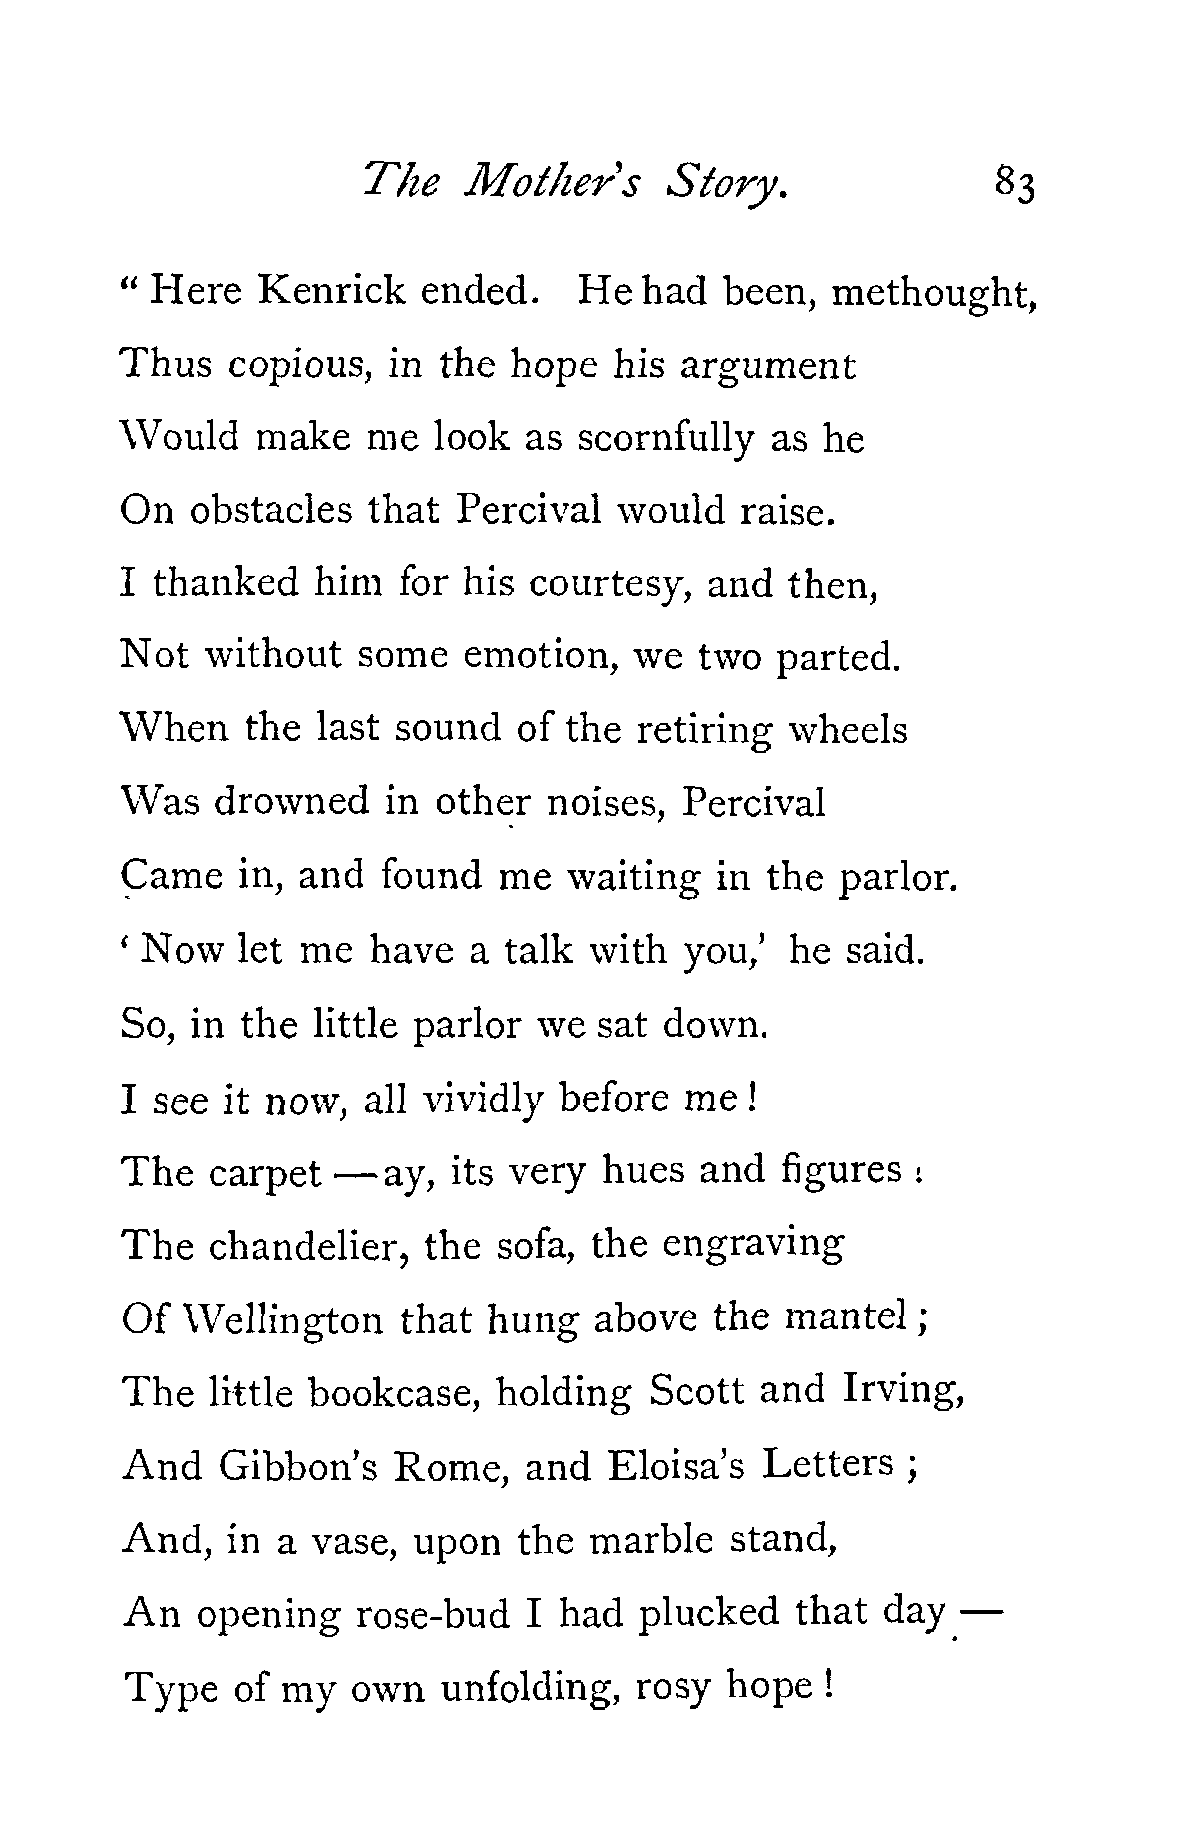 The Mother's Story. 83
“ Here Kenrick ended. He had been, methought,
Thus copious, in the hope his argument
Would make me look as scornfully as he
On obstacles that Percival would raise.
I thanked him for his courtesy, and then,
Not without some emotion, we two parted.
When the last sound of the retiring wheels
Was drowned in other noises, Percival
Came in, and found me waiting in the parlor.
‘ Now let me have a talk with you,’ he said.
So, in the little parlor we sat down.
I see it now, all vividly before me !
The carpet — ay, its very hues and figures :
The chandelier, the sofa, the engraving
Of Wellington that hung above the mantel ;
The little bookcase, holding Scott and Irving,
And Gibbon's Rome, and Eloisa's Letters ;
And, in a vase, upon the marble stand,
An opening rose-bud I had plucked that day —
Type of my own unfolding, rosy hope !